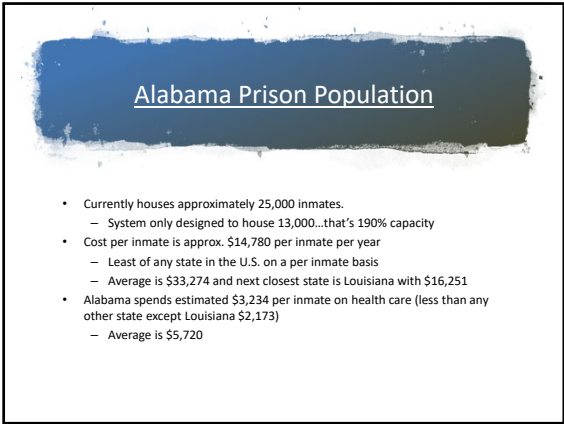 Alabama Prison Population
• Currently houses approximately 25,000 inmates.
– System only designed to house 13,000…that's 190% capacity
• Cost per inmate is approx. $14,780 per inmate per year
– Least of any state in the U.S. on a per inmate basis
– Average is $33,274 and next closest state is Louisiana with $16,251
• Alabama spends estimated $3,234 per inmate on health care (less than any
other state except Louisiana $2,173)
– Average is $5,720